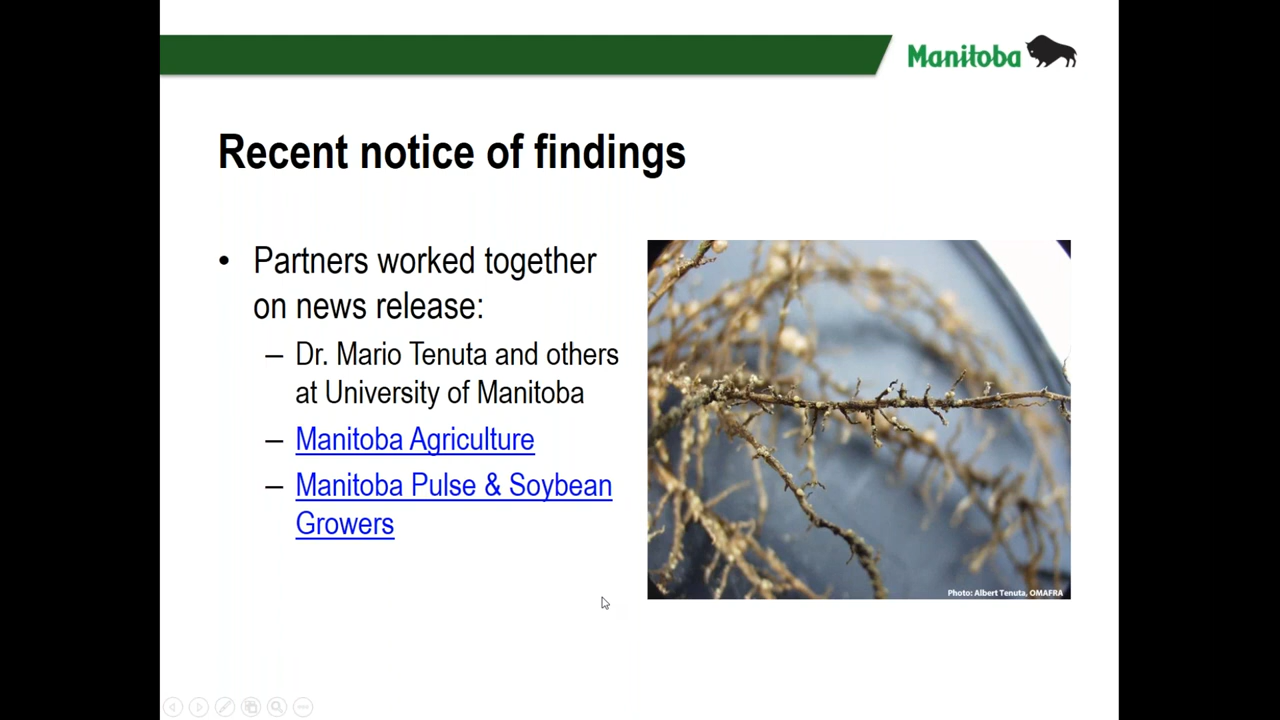 Manitoba
Recent notice of findings
• Partners worked together
on news release:
– Dr. Mario Tenuta and others
at University of Manitoba
– Manitoba Agriculture
– Manitoba Pulse & Soybean
Growers
Photo: Albert Tenuta, OMAFRA